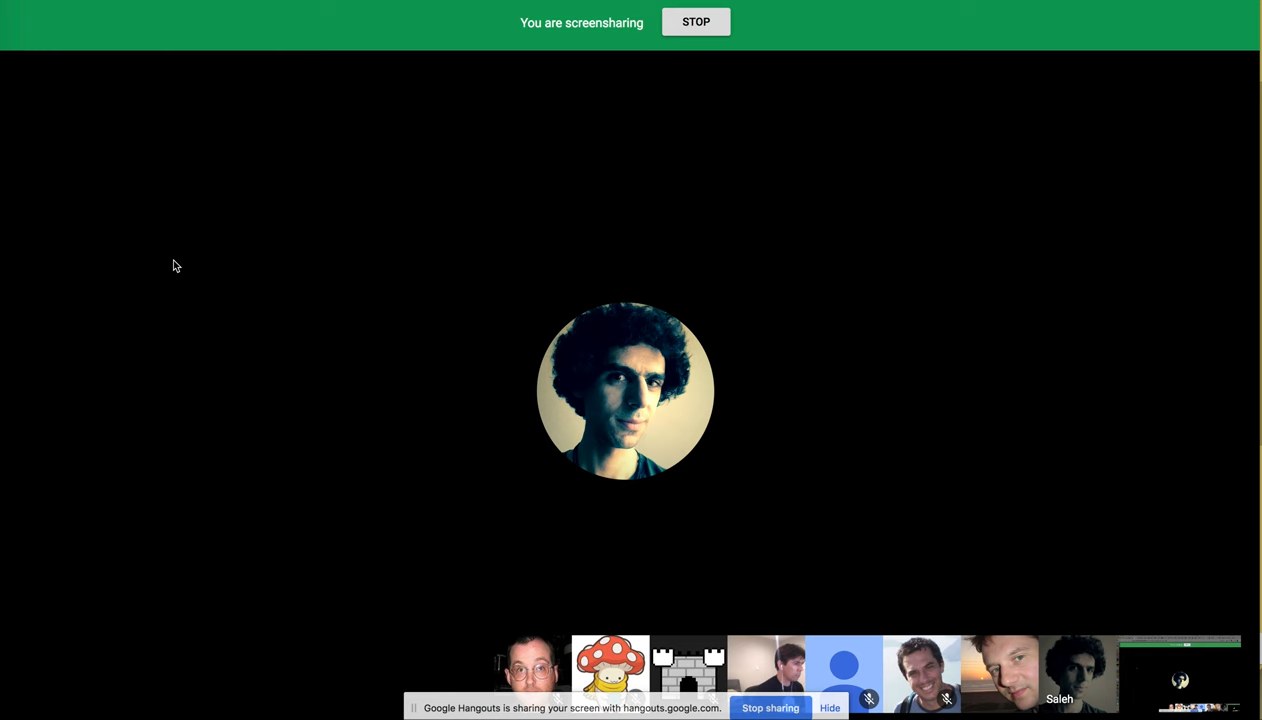 You are screensharing
STOP
Saleh
Google Hangouts is sharing your screen with hangouts.google.com.
Stop sharing
Hide